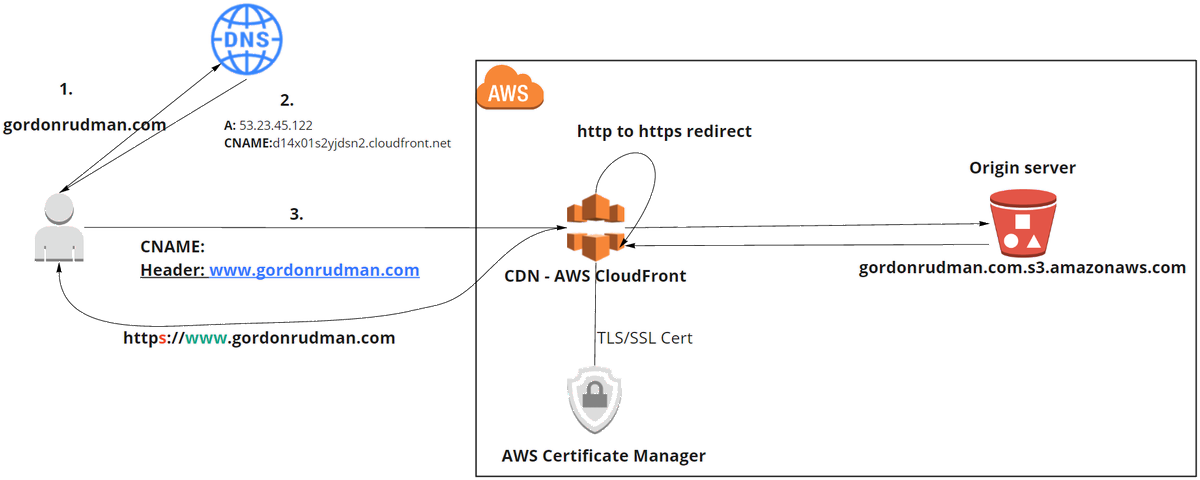 DNS
1.
gordonrudman.com
2.
A: 53.23.45.122
CNAME:d14x01s2yjdsn2.cloudfront.net
AWS
http to https redirect
Origin server
3.
CNAME:
Header: www.gordonrudman.com
CDN - AWS CloudFront
gordonrudman.com.s3.amazonaws.com
https://www.gordonrudman.com
TLS/SSL Cert
AWS Certificate Manager